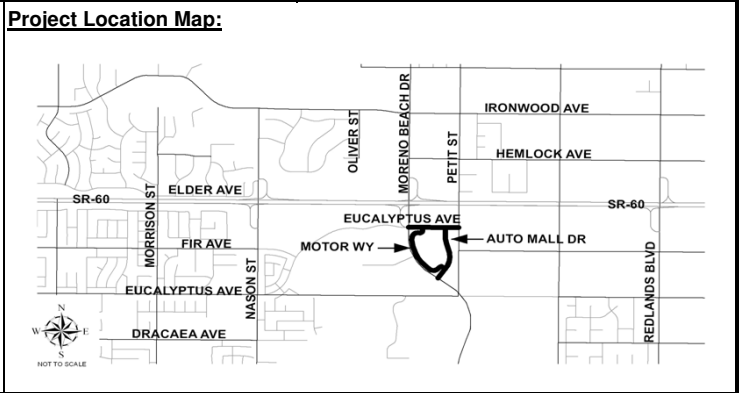 Project Location Map:
IRONWOOD AVE
OLIVER ST
MORENO BEACH DR
PETIT ST
HEMLOCK AVE
ELDER AVE
SR-60
SR-60
MORRISON ST
EUCALYPTUS AVE
FIR AVE
MOTOR WY
AUTO MALL DR
NASON ST
REDLANDS BLVD
EUCALYPTUS AVE
N
W E
S
DRACAEA AVE
NOT TO SCALE